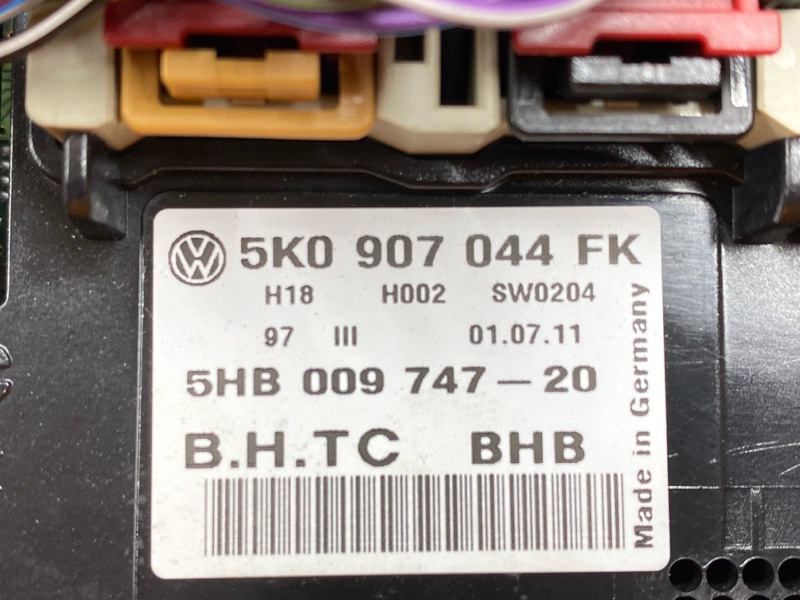 5K0 907 044 FK
H18 H002 SW0204
97 III 01.07.11
5HB 009 747 – 20
B.H.TC BHB
Made in Germany